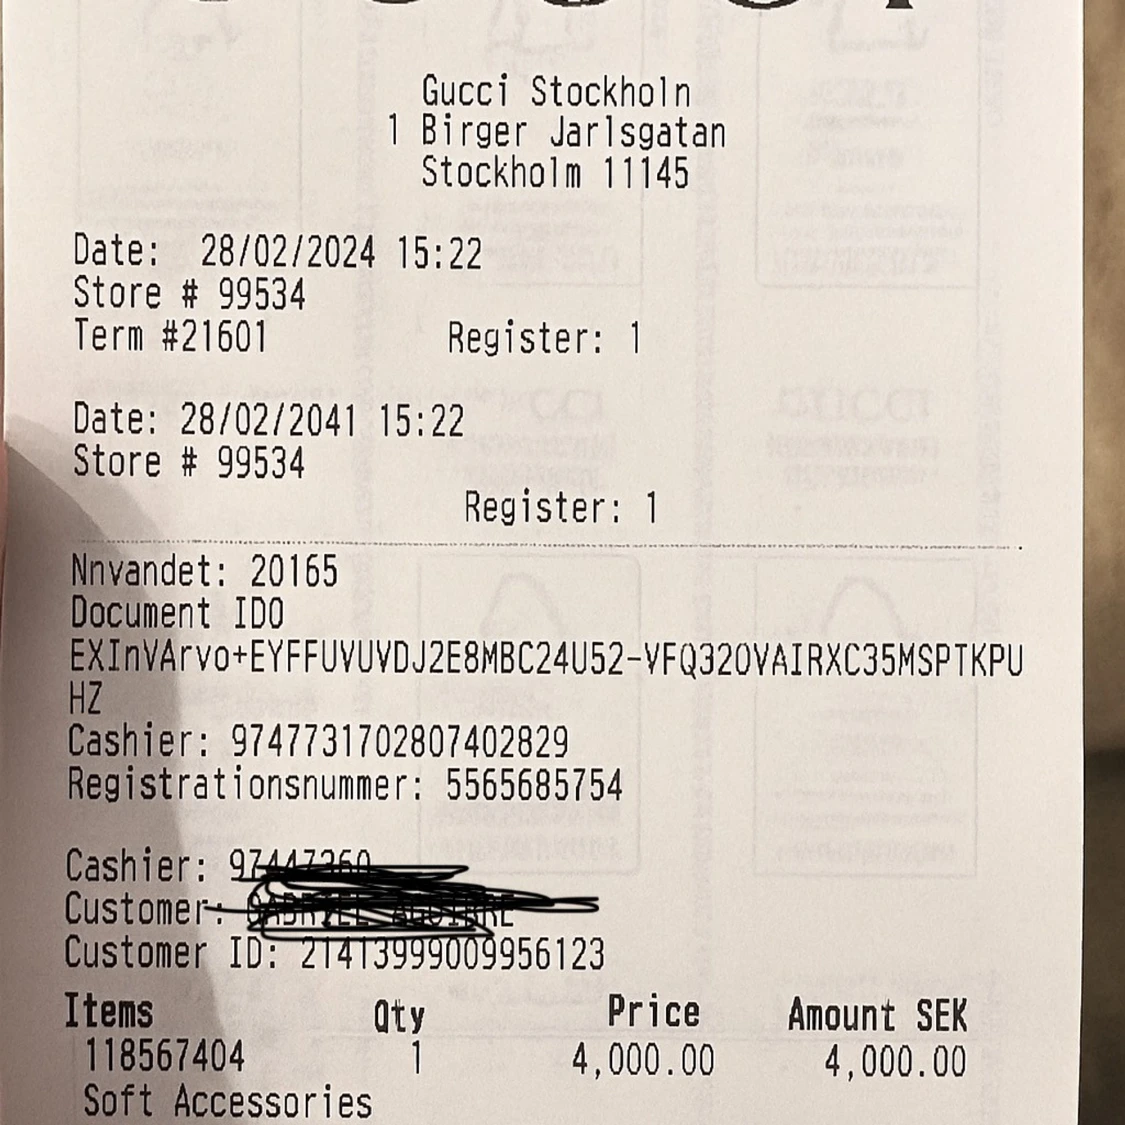 Gucci Stockholn
1 Birger Jarlsgatan
Stockholm 11145
Date: 28/02/2024 15:22
Store # 99534
Term #21601 Register: 1
Date: 28/02/2041 15:22
Store # 99534
Register: 1
Nnvandet: 20165
Document IDO
EXInVArvo+EYFFUVUVDJ2E8MBC24U52-VFQ320VAIRXC35MSPTKPU
HZ
Cashier: 9747731702807402829
Registrationsnummer: 5565685754
Cashier:
Customer:
Customer ID: 21413999009956123
Items Qty Price Amount SEK
118567404 1 4,000.00 4,000.00
Soft Accessories